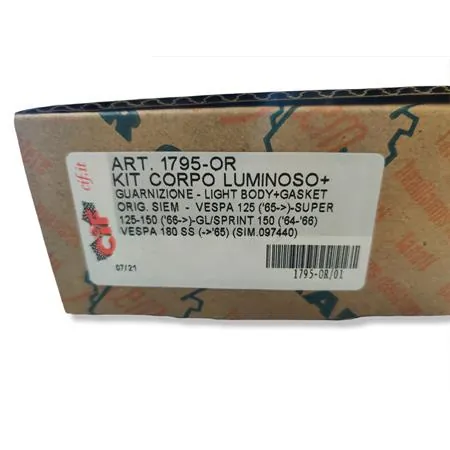 cif.it
cif
ART. 1795-OR
KIT CORPO LUMINOSO+
GUARNIZIONE - LIGHT BODY+GASKET
ORIG. SIEM - VESPA 125 ('65->)-SUPER
125-150 ('66->)-GL/SPRINT 150 ('64-'66)
VESPA 180 SS (->'65) (SIM.097440)
07/21
1795-OR/01